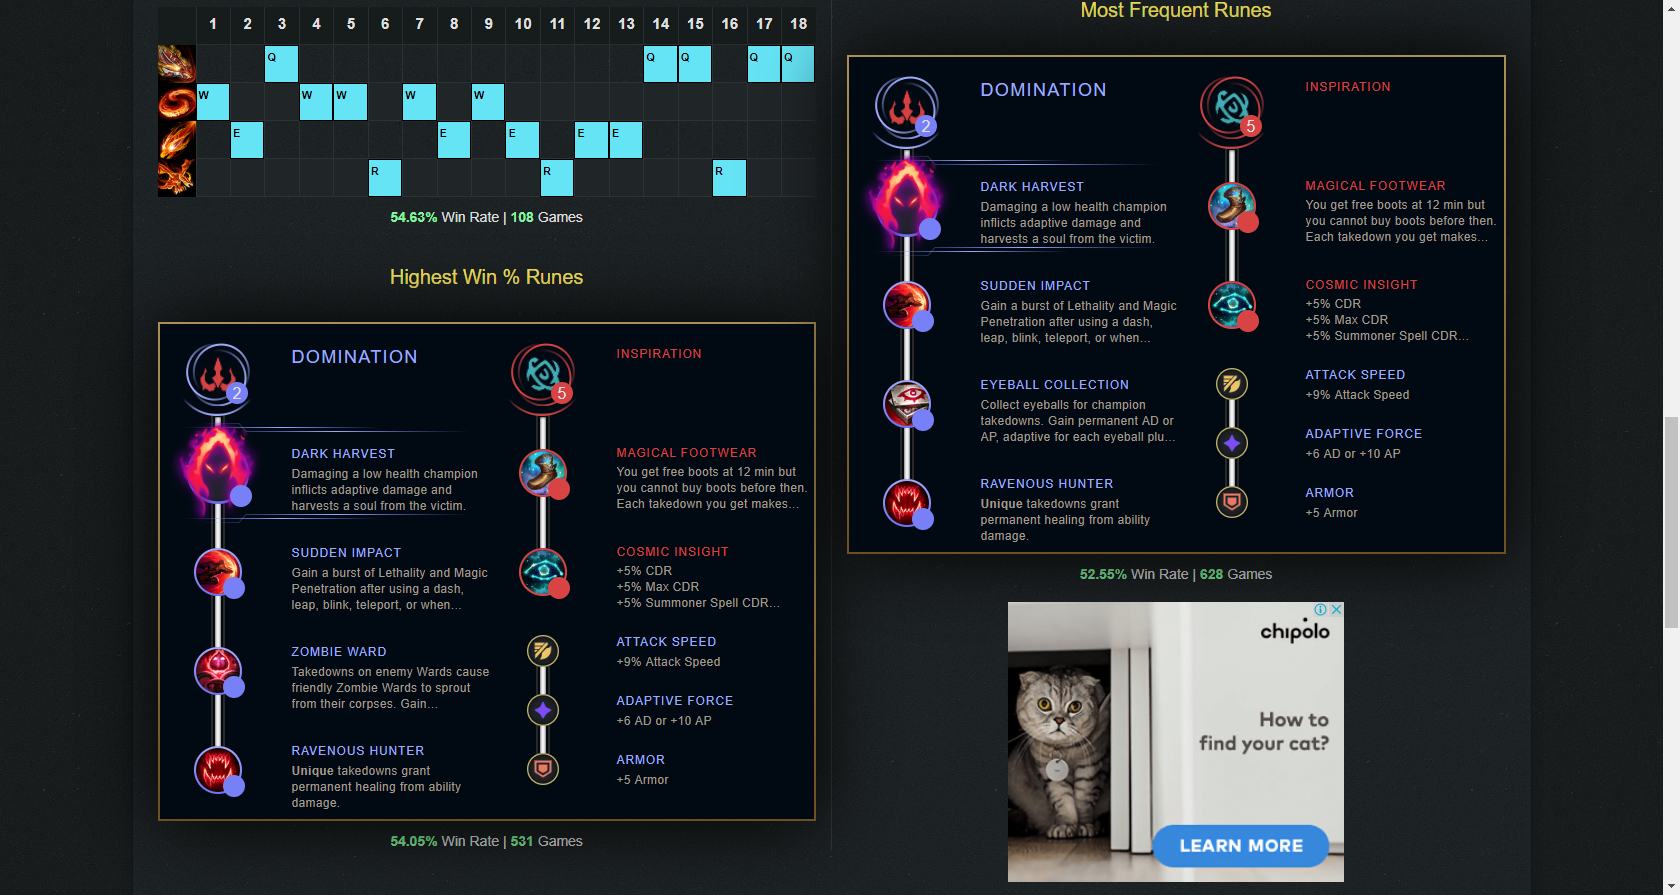 1 2 3 4 5 6 7 8 9 10 11 12 13 14 15 16 17 18
Q Q Q Q Q
W W W W W
E E E E E
R R R
54.63% Win Rate | 108 Games
Highest Win % Runes
2
DOMINATION
DARK HARVEST
Damaging a low health champion
inflicts adaptive damage and
harvests a soul from the victim.
SUDDEN IMPACT
Gain a burst of Lethality and Magic
Penetration after using a dash,
leap, blink, teleport, or when...
ZOMBIE WARD
Takedowns on enemy Wards cause
friendly Zombie Wards to sprout
from their corpses. Gain...
RAVENOUS HUNTER
Unique takedowns grant
permanent healing from ability
damage.
5
INSPIRATION
MAGICAL FOOTWEAR
You get free boots at 12 min but
you cannot buy boots before then.
Each takedown you get makes...
COSMIC INSIGHT
+5% CDR
+5% Max CDR
+5% Summoner Spell CDR...
ATTACK SPEED
+9% Attack Speed
ADAPTIVE FORCE
+6 AD or +10 AP
ARMOR
+5 Armor
54.05% Win Rate | 531 Games
Most Frequent Runes
2
DOMINATION
DARK HARVEST
Damaging a low health champion
inflicts adaptive damage and
harvests a soul from the victim.
SUDDEN IMPACT
Gain a burst of Lethality and Magic
Penetration after using a dash,
leap, blink, teleport, or when...
EYEBALL COLLECTION
Collect eyeballs for champion
takedowns. Gain permanent AD or
AP, adaptive for each eyeball plu...
RAVENOUS HUNTER
Unique takedowns grant
permanent healing from ability
damage.
5
INSPIRATION
MAGICAL FOOTWEAR
You get free boots at 12 min but
you cannot buy boots before then.
Each takedown you get makes...
COSMIC INSIGHT
+5% CDR
+5% Max CDR
+5% Summoner Spell CDR...
ATTACK SPEED
+9% Attack Speed
ADAPTIVE FORCE
+6 AD or +10 AP
ARMOR
+5 Armor
52.55% Win Rate | 628 Games
chipolo
How to
find your cat?
LEARN MORE